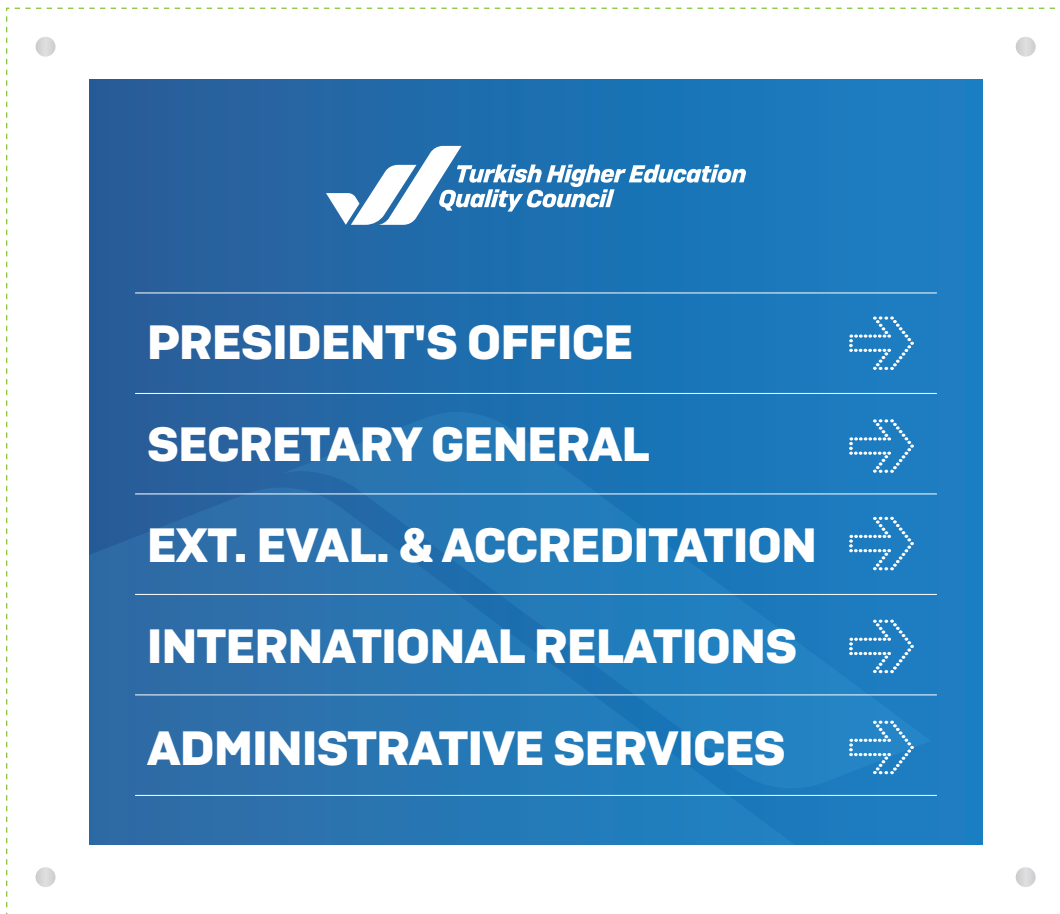 Turkish Higher Education
Quality Council
PRESIDENT'S OFFICE
SECRETARY GENERAL
EXT. EVAL. & ACCREDITATION
INTERNATIONAL RELATIONS
ADMINISTRATIVE SERVICES